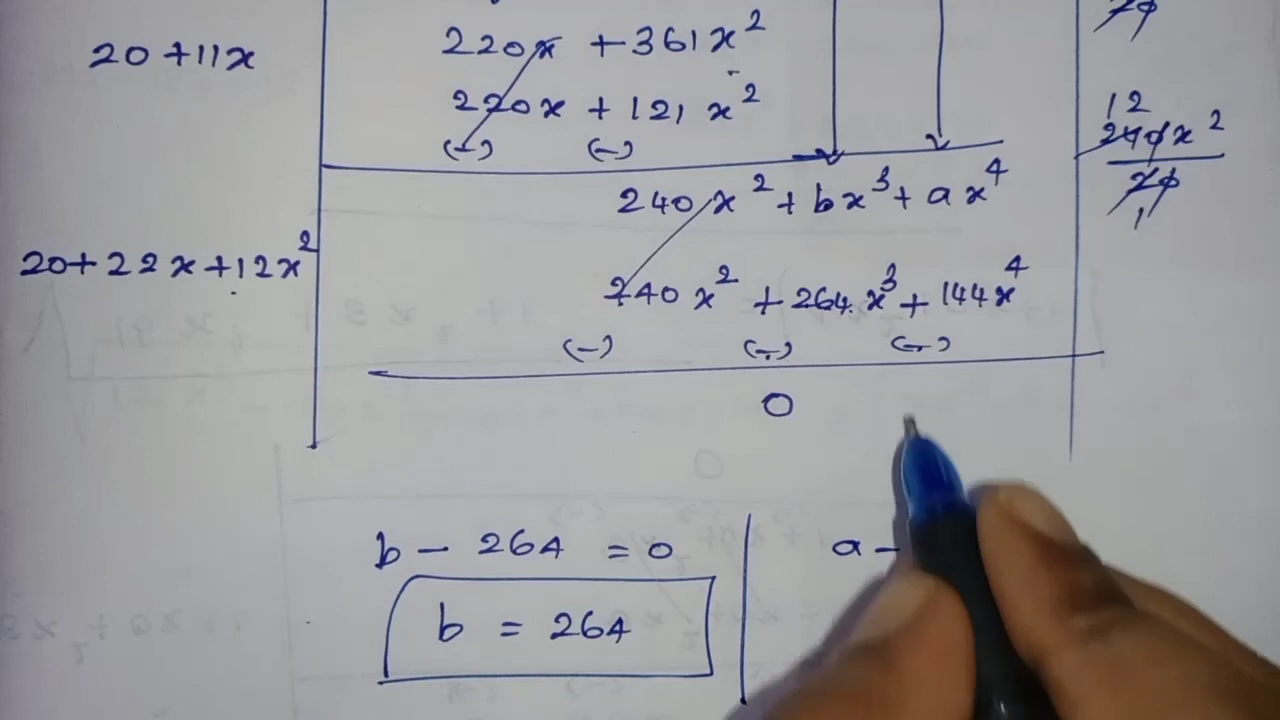 20 + 11x
220x + 361x²
220x + 121x²
(-) (-)
12
240x²
20
1
240x² + bx³ + ax⁴
20 + 22x + 12x²
240x² + 264x³ + 144x⁴
(-) (-) (-)
0
b - 264 = 0
a -
b = 264